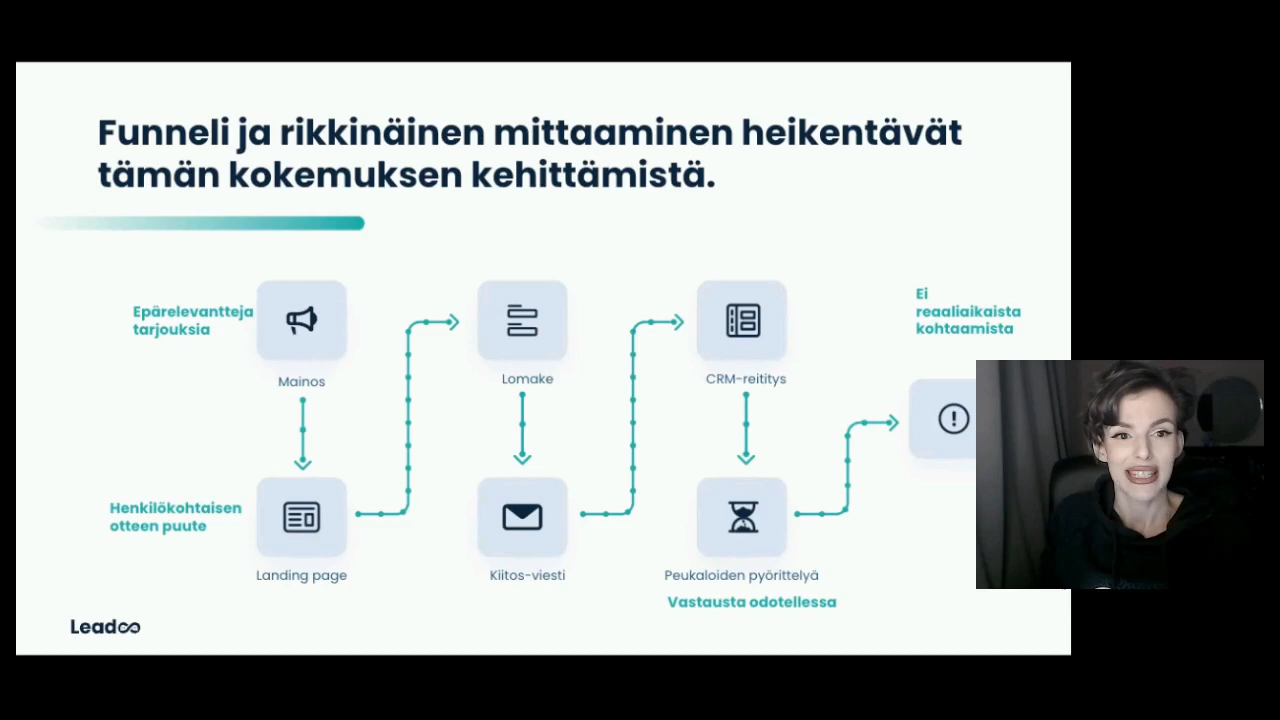 Funneli ja rikkinäinen mittaaminen heikentävät
tämän kokemuksen kehittämistä.
Epärelevantteja
tarjouksia
Mainos
Lomake
CRM-reititys
Ei
reaaliaikaista
kohtaamista
Henkilökohtaisen
otteen puute
Landing page
Kiitos-viesti
Peukaloiden pyörittelyä
Vastausta odotellessa
Leadoo